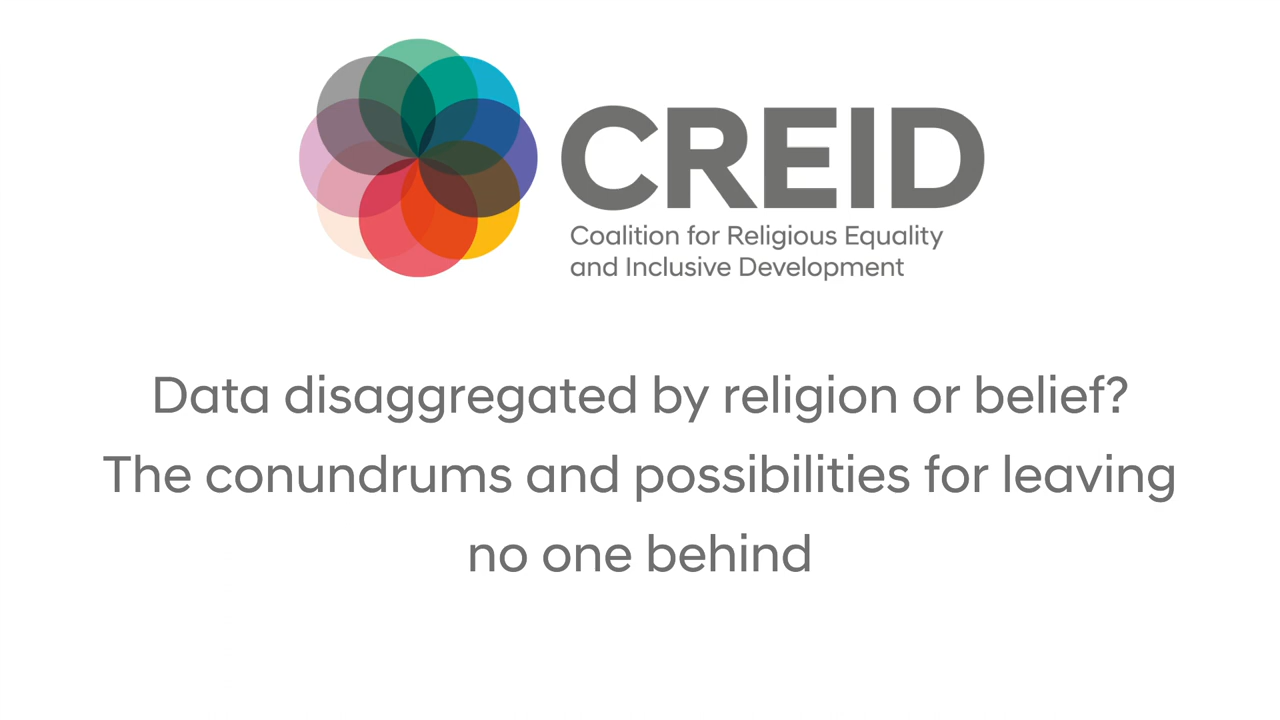 CREID
Coalition for Religious Equality
and Inclusive Development
Data disaggregated by religion or belief?
The conundrums and possibilities for leaving
no one behind